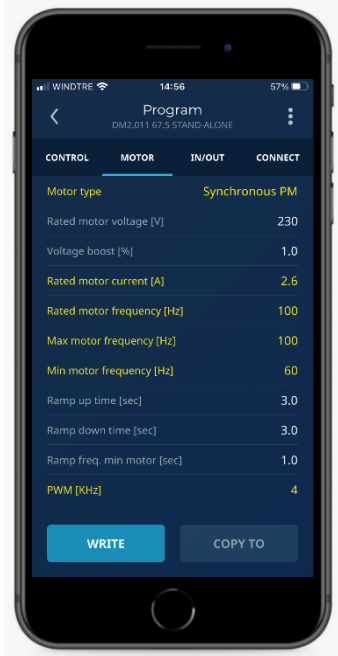 WINDTRE 14:56 57%
Program
DM2.011 67.5 STAND-ALONE
CONTROL MOTOR IN/OUT CONNECT
Motor type Synchronous PM
Rated motor voltage [V] 230
Voltage boost [%] 1.0
Rated motor current [A] 2.6
Rated motor frequency [Hz] 100
Max motor frequency [Hz] 100
Min motor frequency [Hz] 60
Ramp up time [sec] 3.0
Ramp down time [sec] 3.0
Ramp freq. min motor [sec] 1.0
PWM [KHz] 4
WRITE COPY TO